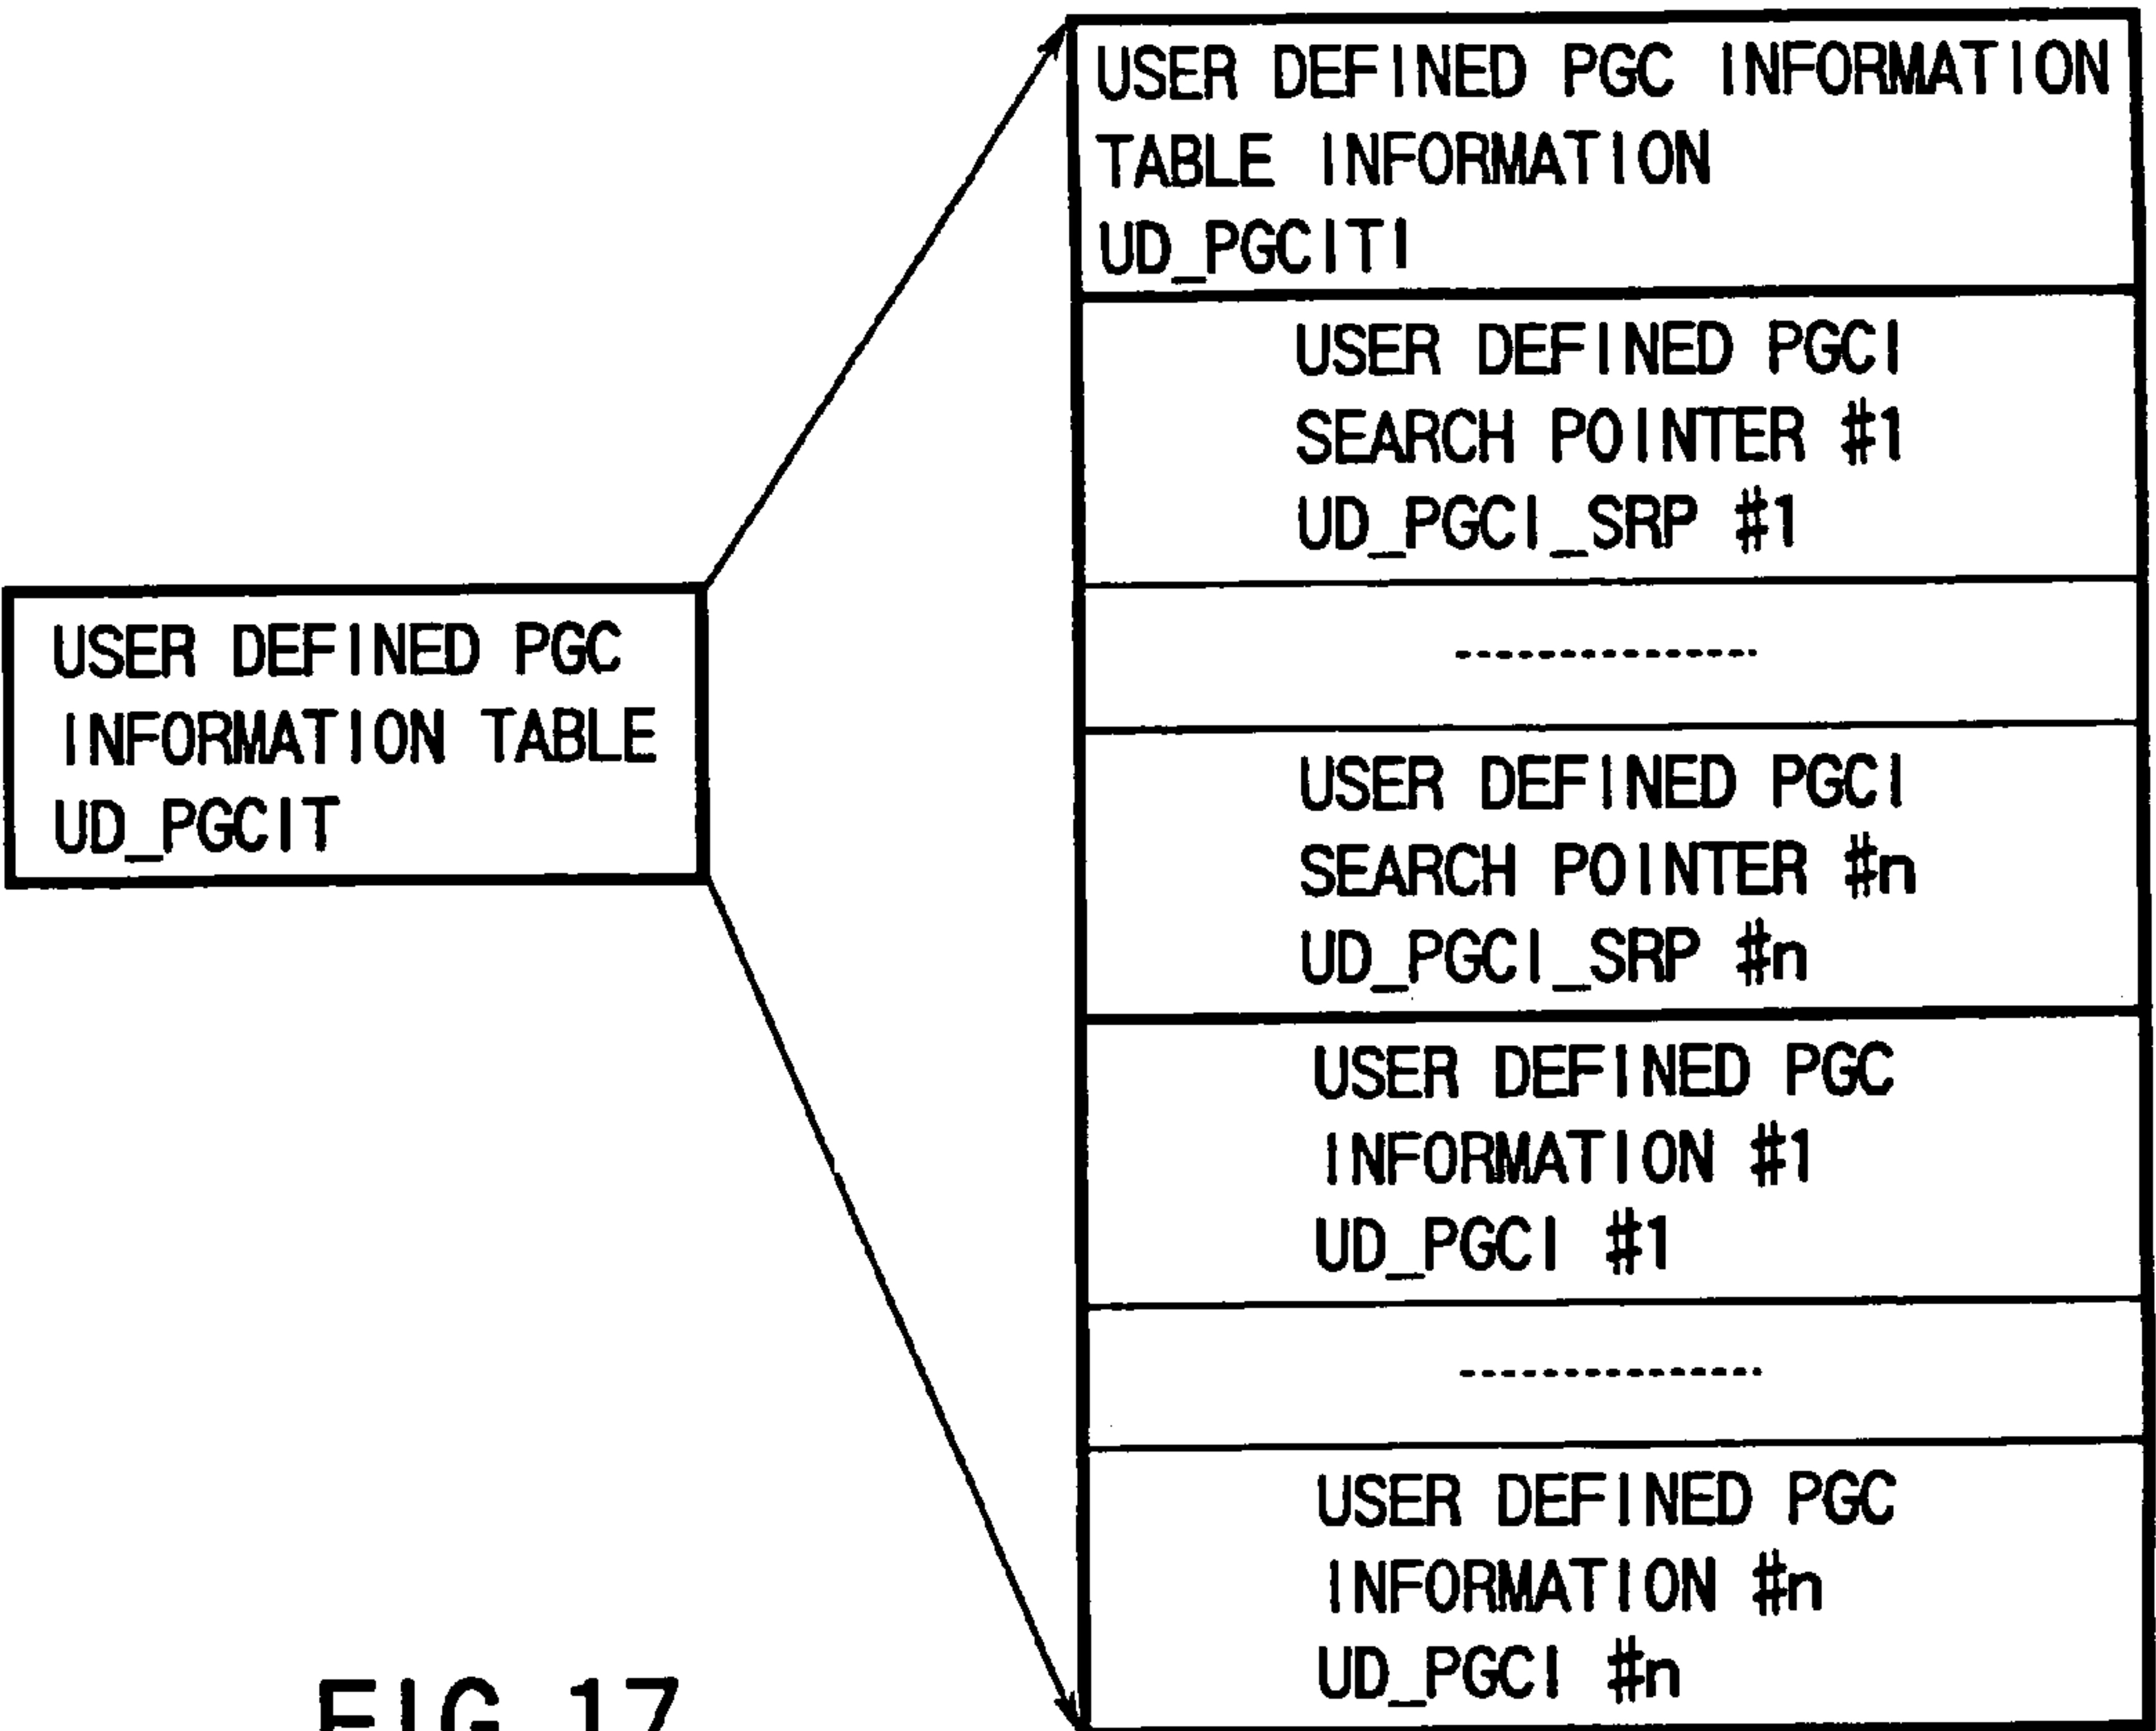 USER DEFINED PGC INFORMATION
TABLE INFORMATION
UD_PGCITI
USER DEFINED PGCI
SEARCH POINTER #1
UD_PGCI_SRP #1
---------------
USER DEFINED PGCI
SEARCH POINTER #n
UD_PGCI_SRP #n
USER DEFINED PGC
INFORMATION #1
UD_PGCI #1
---------------
USER DEFINED PGC
INFORMATION #n
UD_PGCI #n
USER DEFINED PGC
INFORMATION TABLE
UD_PGCIT
FIG. 17